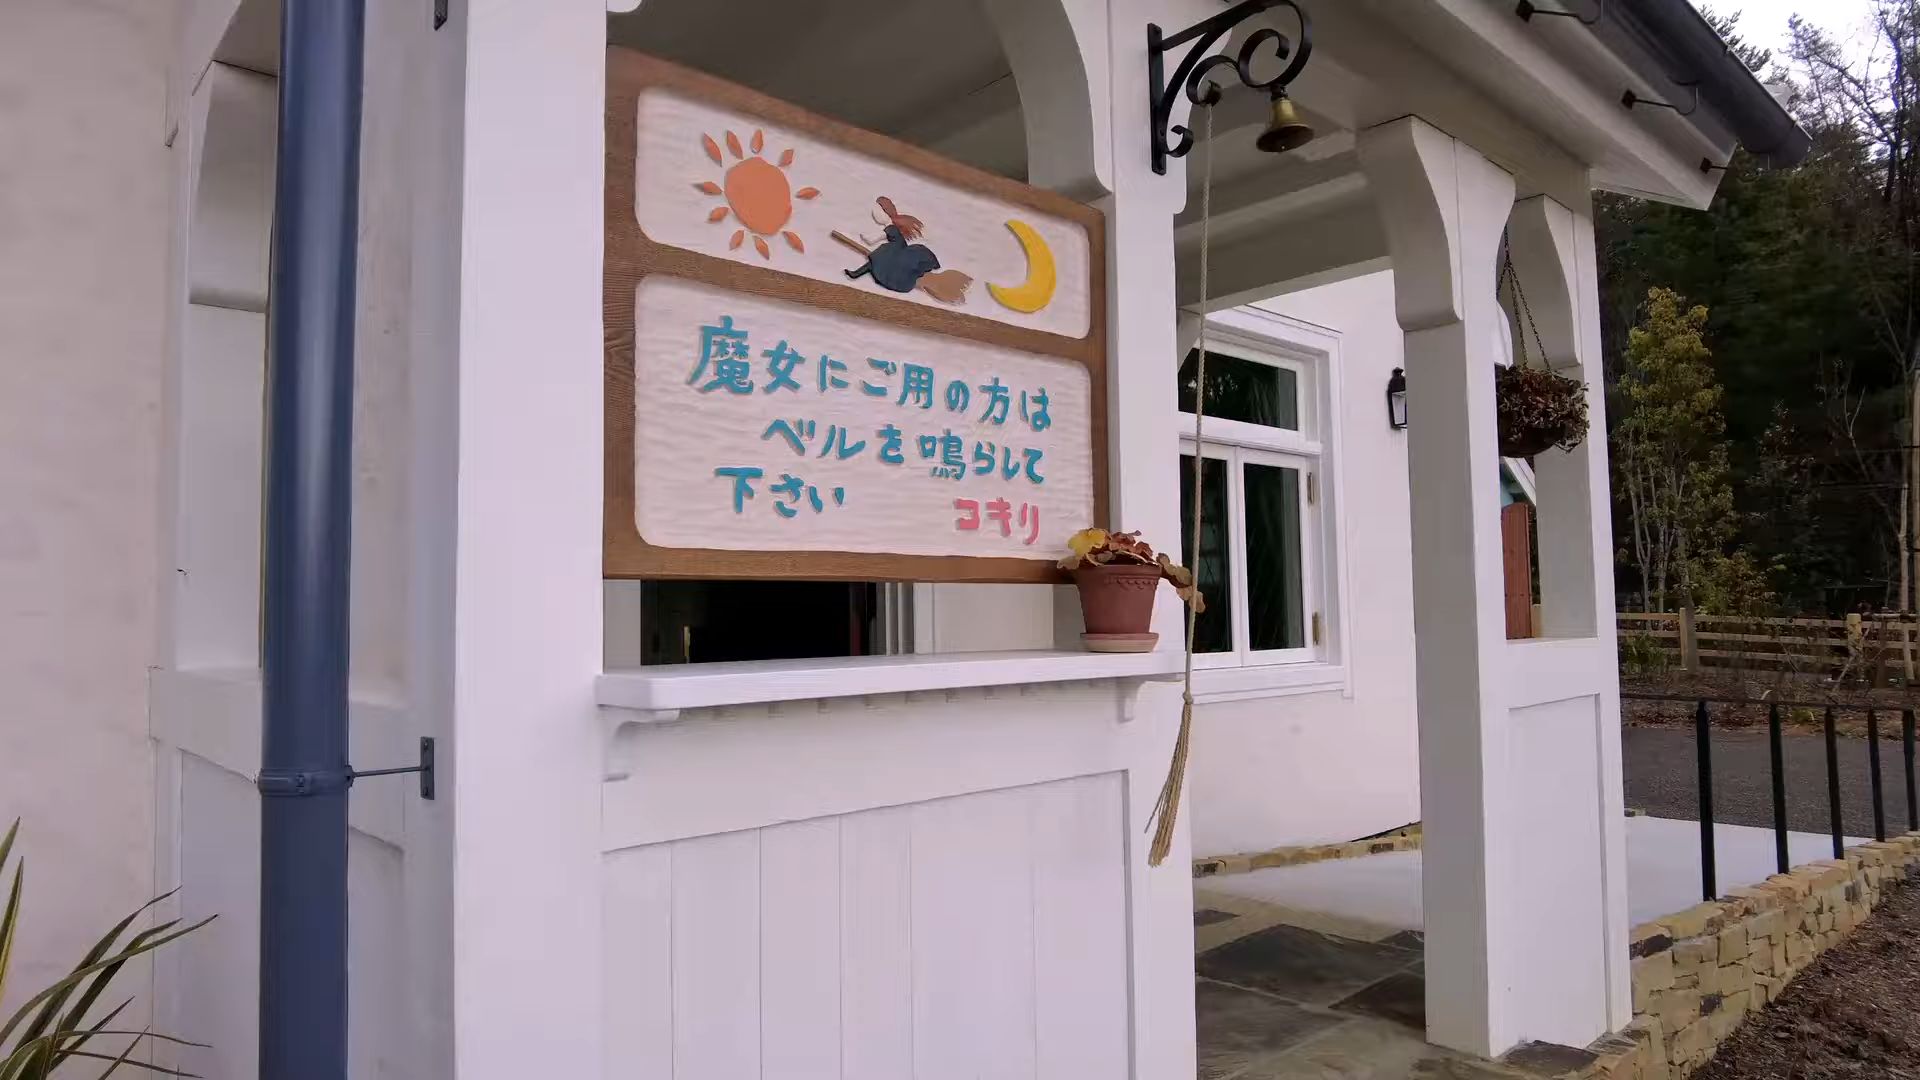 魔女にご用の方は
ベルを鳴らして
下さい コキリ